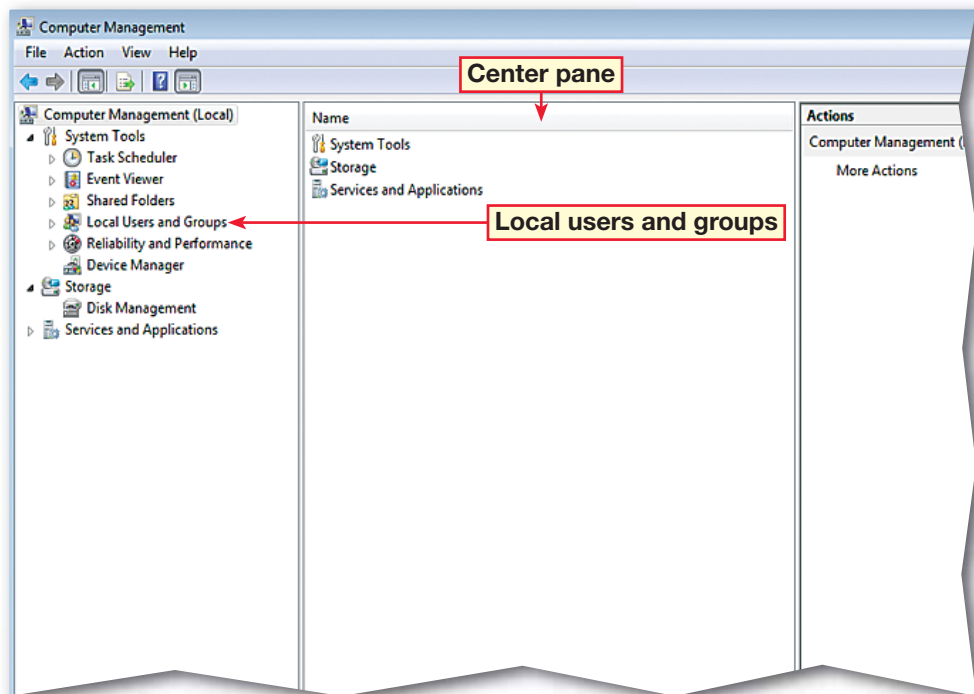 Computer Management
File Action View Help
Center pane
Computer Management (Local)
System Tools
Task Scheduler
Event Viewer
Shared Folders
Local Users and Groups
Reliability and Performance
Device Manager
Storage
Disk Management
Services and Applications
Name
System Tools
Storage
Services and Applications
Local users and groups
Actions
Computer Management (
More Actions